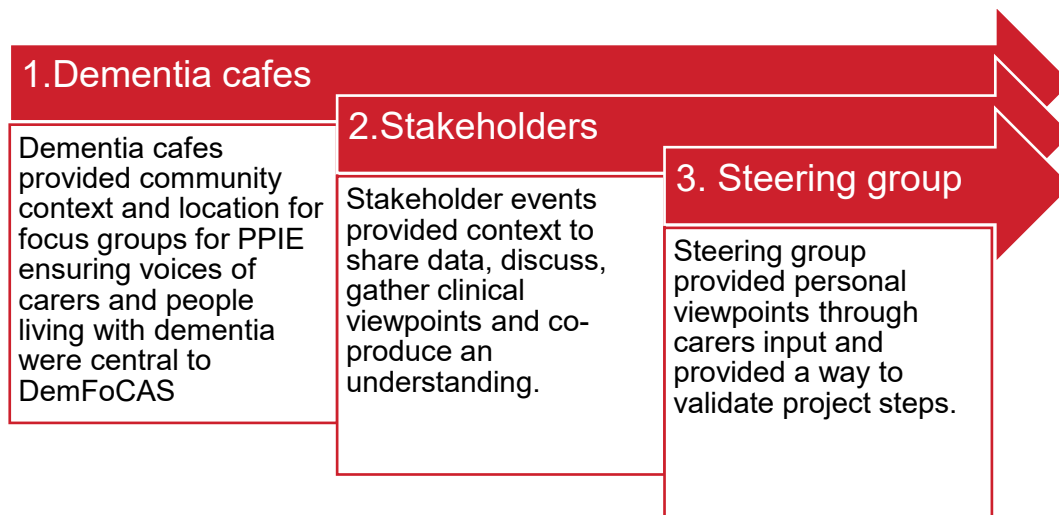 1.Dementia cafes
Dementia cafes
provided community
context and location for
focus groups for PPIE
ensuring voices of
carers and people
living with dementia
were central to
DemFoCAS
2.Stakeholders
Stakeholder events
provided context to
share data, discuss,
gather clinical
viewpoints and co-
produce an
understanding.
3. Steering group
Steering group
provided personal
viewpoints through
carers input and
provided a way to
validate project steps.